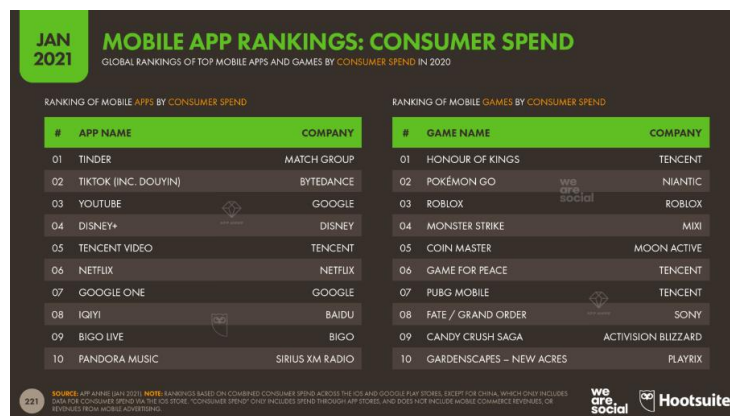 JAN
2021
MOBILE APP RANKINGS: CONSUMER SPEND
GLOBAL RANKINGS OF TOP MOBILE APPS AND GAMES BY CONSUMER SPEND IN 2020
RANKING OF MOBILE APPS BY CONSUMER SPEND
# APP NAME COMPANY
01 TINDER MATCH GROUP
02 TIKTOK (INC. DOUYIN) BYTEDANCE
03 YOUTUBE GOOGLE
04 DISNEY+ DISNEY
05 TENCENT VIDEO TENCENT
06 NETFLIX NETFLIX
07 GOOGLE ONE GOOGLE
08 IQIYI BAIDU
09 BIGO LIVE BIGO
10 PANDORA MUSIC SIRIUS XM RADIO
RANKING OF MOBILE GAMES BY CONSUMER SPEND
# GAME NAME COMPANY
01 HONOUR OF KINGS TENCENT
02 POKÉMON GO NIANTIC
03 ROBLOX ROBLOX
04 MONSTER STRIKE MIXI
05 COIN MASTER MOON ACTIVE
06 GAME FOR PEACE TENCENT
07 PUBG MOBILE TENCENT
08 FATE / GRAND ORDER SONY
09 CANDY CRUSH SAGA ACTIVISION BLIZZARD
10 GARDENSCAPES – NEW ACRES PLAYRIX
we
are
social
221
SOURCE: APP ANNIE (JAN 2021). NOTE: RANKINGS BASED ON COMBINED CONSUMER SPEND ACROSS THE IOS AND GOOGLE PLAY STORES, EXCEPT FOR CHINA, WHICH ONLY INCLUDES
DATA FOR CONSUMER SPEND VIA THE IOS STORE. "CONSUMER SPEND" ONLY INCLUDES SPEND THROUGH APP STORES, AND DOES NOT INCLUDE MOBILE COMMERCE REVENUES, OR
REVENUES FROM MOBILE ADVERTISING.
we
are
social
Hootsuite